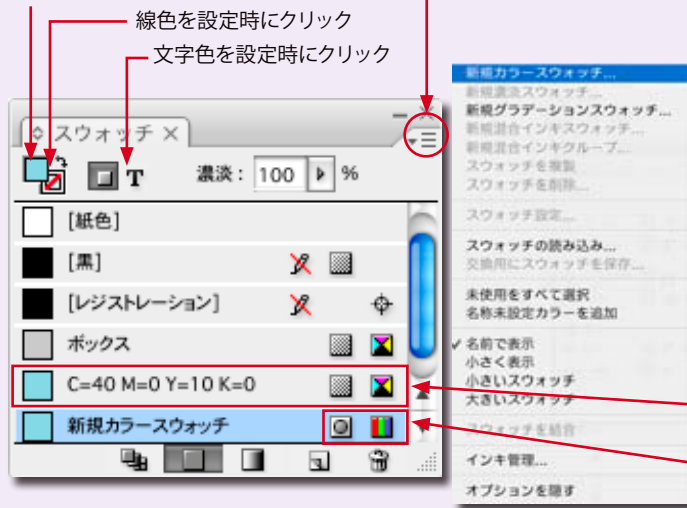 線色を設定時にクリック
文字色を設定時にクリック
スウォッチ ×
T 濃淡: 100 %
[紙色]
[黒]
[レジストレーション]
ボックス
C=40 M=0 Y=10 K=0
新規カラースウォッチ
新規カラースウォッチ...
新規濃淡スウォッチ...
新規グラデーションスウォッチ...
新規混合インキスウォッチ...
新規混合インキグループ...
スウォッチを複製
スウォッチを削除...
スウォッチ設定...
スウォッチの読み込み...
交換用にスウォッチを保存...
未使用をすべて選択
名称未設定カラーを追加
✓ 名前で表示
小さく表示
小さいスウォッチ
大きいスウォッチ
スウォッチを結合
インキ管理...
オプションを隠す